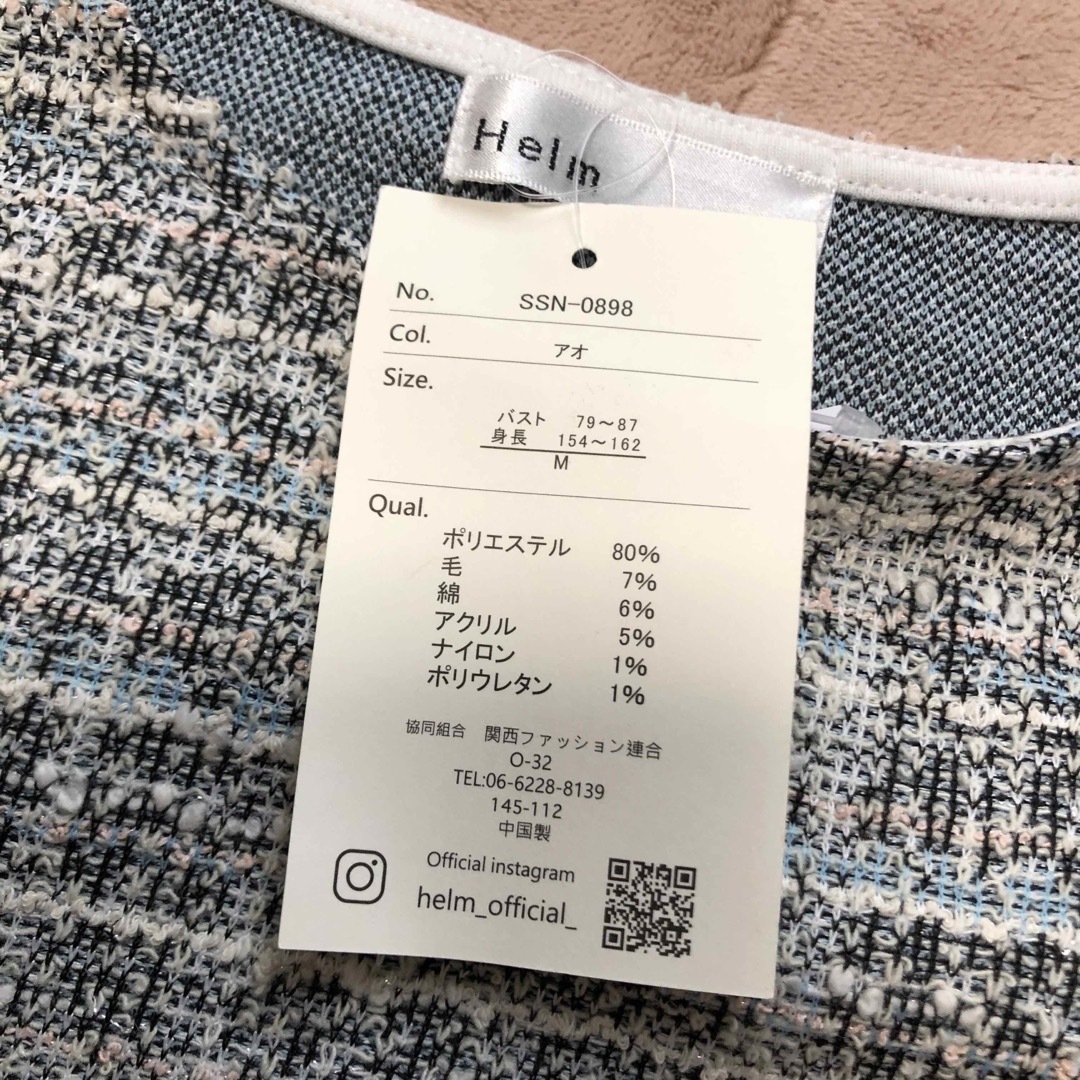 Helm
No. SSN-0898
Col. アオ
Size.
バスト 79～87
身長 154～162
M
Qual.
ポリエステル 80%
毛 7%
綿 6%
アクリル 5%
ナイロン 1%
ポリウレタン 1%
協同組合 関西ファッション連合
O-32
TEL:06-6228-8139
145-112
中国製
Official instagram
helm_official_